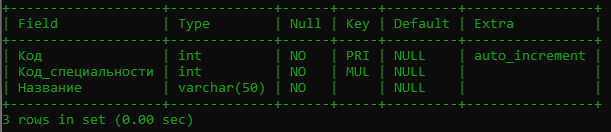 +-------------------+-------------+------+-----+---------+----------------+
| Field             | Type        | Null | Key | Default | Extra          |
+-------------------+-------------+------+-----+---------+----------------+
| Код               | int         | NO   | PRI | NULL    | auto_increment |
| Код_специальности | int         | NO   | MUL | NULL    |                |
| Название          | varchar(50) | NO   |     | NULL    |                |
+-------------------+-------------+------+-----+---------+----------------+
3 rows in set (0.00 sec)